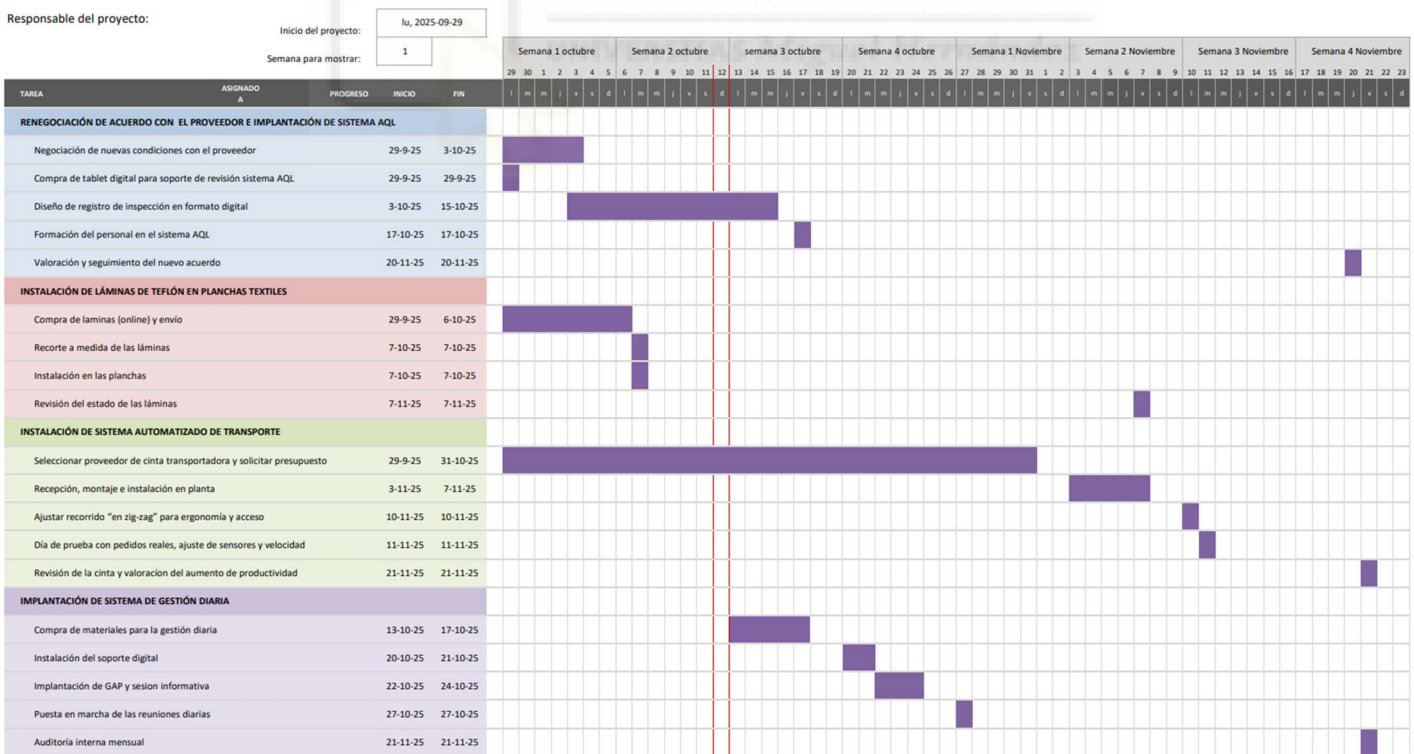 Responsable del proyecto:
Inicio del proyecto: lu, 2025-09-29
Semana para mostrar: 1
Semana 1 octubre Semana 2 octubre semana 3 octubre Semana 4 octubre Semana 1 Noviembre Semana 2 Noviembre Semana 3 Noviembre Semana 4 Noviembre
29 30 1 2 3 4 5 6 7 8 9 10 11 12 13 14 15 16 17 18 19 20 21 22 23 24 25 26 27 28 29 30 31 1 2 3 4 5 6 7 8 9 10 11 12 13 14 15 16 17 18 19 20 21 22 23
TAREA ASIGNADO A PROGRESO INICIO FIN l m m j v s d l m m j v s d l m m j v s d l m m j v s d l m m j v s d l m m j v s d l m m j v s d l m m j v s d
RENEGOCIACIÓN DE ACUERDO CON EL PROVEEDOR E IMPLANTACIÓN DE SISTEMA AQL
Negociación de nuevas condiciones con el proveedor 29-9-25 3-10-25
Compra de tablet digital para soporte de revisión sistema AQL 29-9-25 29-9-25
Diseño de registro de inspección en formato digital 3-10-25 15-10-25
Formación del personal en el sistema AQL 17-10-25 17-10-25
Valoración y seguimiento del nuevo acuerdo 20-11-25 20-11-25
INSTALACIÓN DE LÁMINAS DE TEFLÓN EN PLANCHAS TEXTILES
Compra de laminas (online) y envío 29-9-25 6-10-25
Recorte a medida de las láminas 7-10-25 7-10-25
Instalación en las planchas 7-10-25 7-10-25
Revisión del estado de las láminas 7-11-25 7-11-25
INSTALACIÓN DE SISTEMA AUTOMATIZADO DE TRANSPORTE
Seleccionar proveedor de cinta transportadora y solicitar presupuesto 29-9-25 31-10-25
Recepción, montaje e instalación en planta 3-11-25 7-11-25
Ajustar recorrido "en zig-zag" para ergonomía y acceso 10-11-25 10-11-25
Día de prueba con pedidos reales, ajuste de sensores y velocidad 11-11-25 11-11-25
Revisión de la cinta y valoracíon del aumento de productividad 21-11-25 21-11-25
IMPLANTACIÓN DE SISTEMA DE GESTIÓN DIARIA
Compra de materiales para la gestión diaria 13-10-25 17-10-25
Instalación del soporte digital 20-10-25 21-10-25
Implantación de GAP y sesion informativa 22-10-25 24-10-25
Puesta en marcha de las reuniones diarias 27-10-25 27-10-25
Auditoría interna mensual 21-11-25 21-11-25